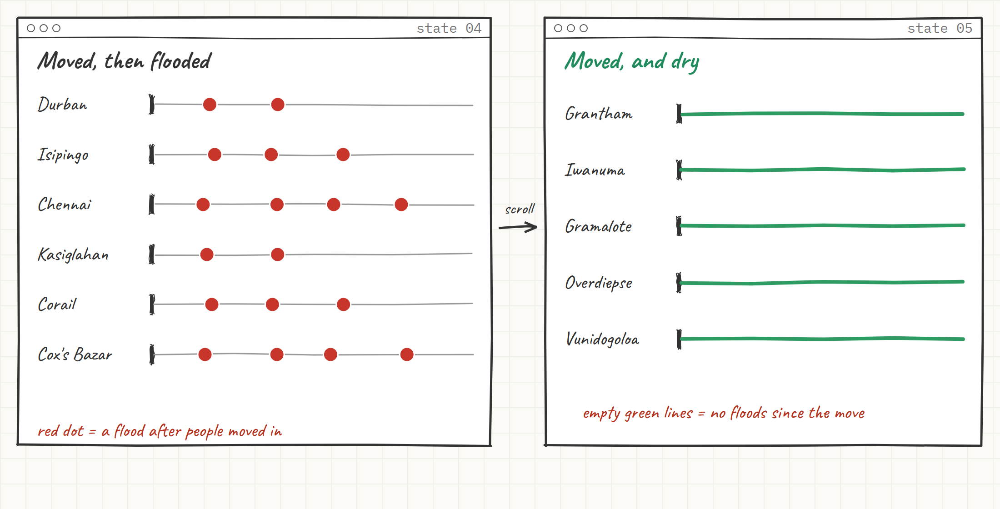 state 04
Moved, then flooded
Durban
Isipingo
Chennai
Kasiglahan
Corail
Cox's Bazar
red dot = a flood after people moved in
scroll
state 05
Moved, and dry
Grantham
Iwanuma
Gramalote
Overdiepse
Vunidogoloa
empty green lines = no floods since the move